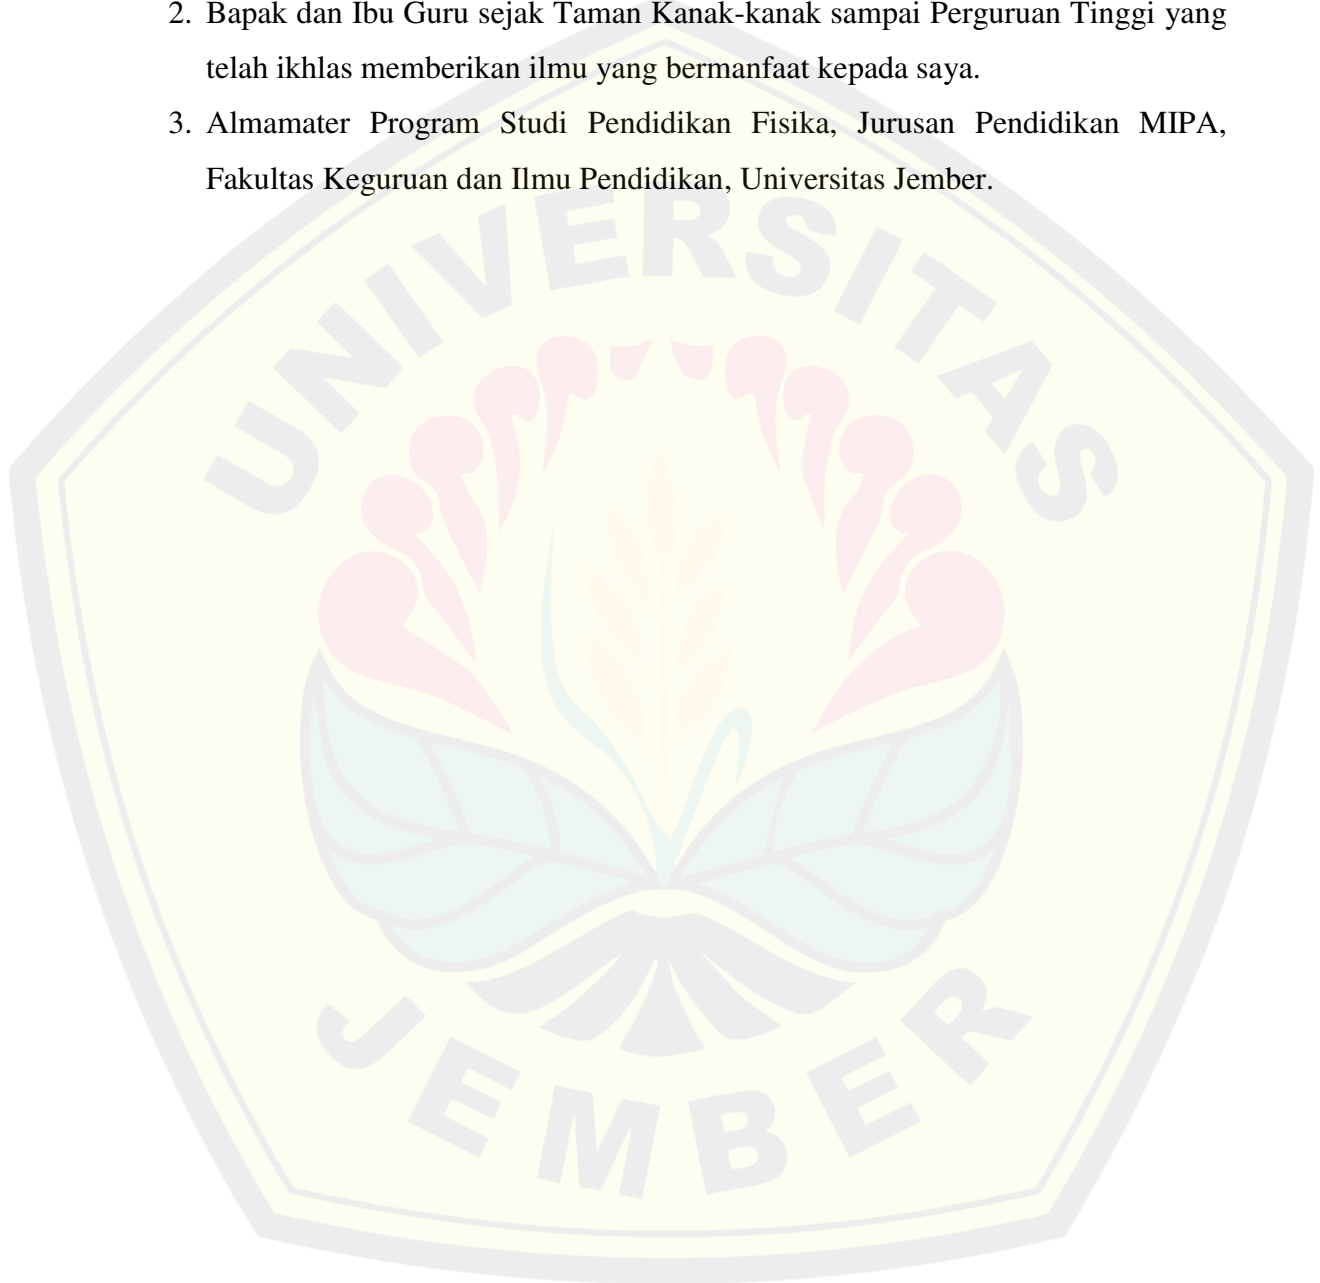 2. Bapak dan Ibu Guru sejak Taman Kanak-kanak sampai Perguruan Tinggi yang
telah ikhlas memberikan ilmu yang bermanfaat kepada saya.
3. Almamater Program Studi Pendidikan Fisika, Jurusan Pendidikan MIPA,
Fakultas Keguruan dan Ilmu Pendidikan, Universitas Jember.
UNIVERSITAS
JEMBER